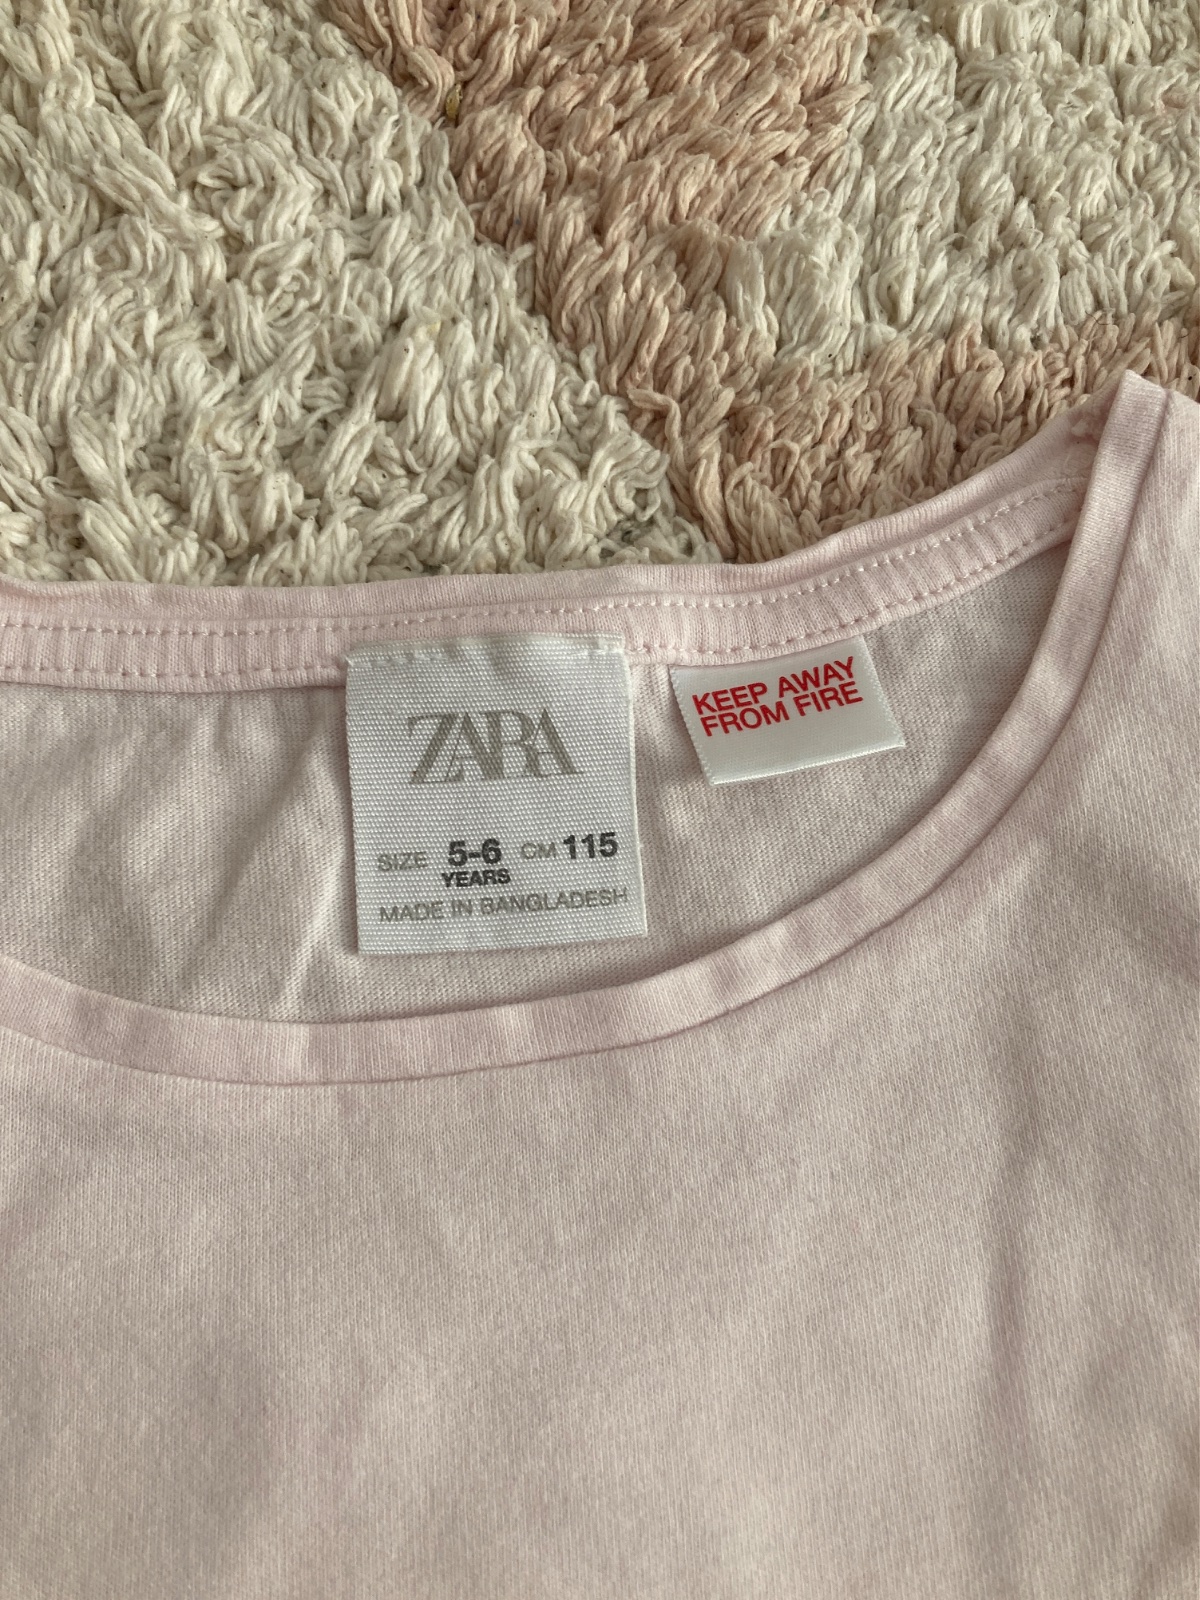 ZARA
SIZE 5-6 CM 115
YEARS
MADE IN BANGLADESH
KEEP AWAY
FROM FIRE